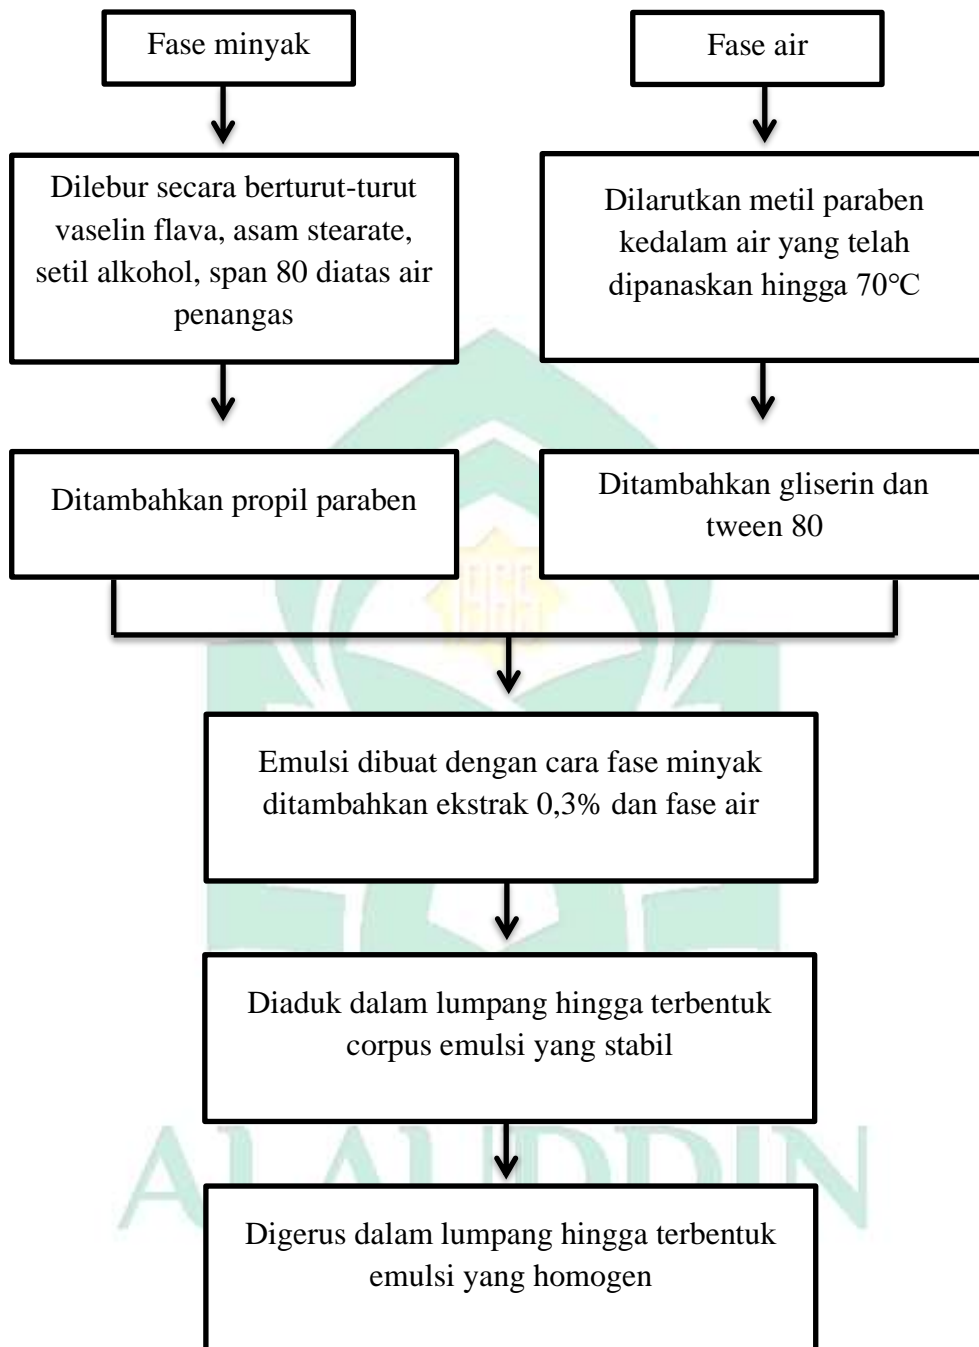 Fase minyak
Fase air
Dilebur secara berturut-turut
vaselin flava, asam stearate,
setil alkohol, span 80 diatas air
penangas
Dilarutkan metil paraben
kedalam air yang telah
dipanaskan hingga 70°C
Ditambahkan propil paraben
Ditambahkan gliserin dan
tween 80
Emulsi dibuat dengan cara fase minyak
ditambahkan ekstrak 0,3% dan fase air
Diaduk dalam lumpang hingga terbentuk
corpus emulsi yang stabil
ALAUDDIN
Digerus dalam lumpang hingga terbentuk
emulsi yang homogen